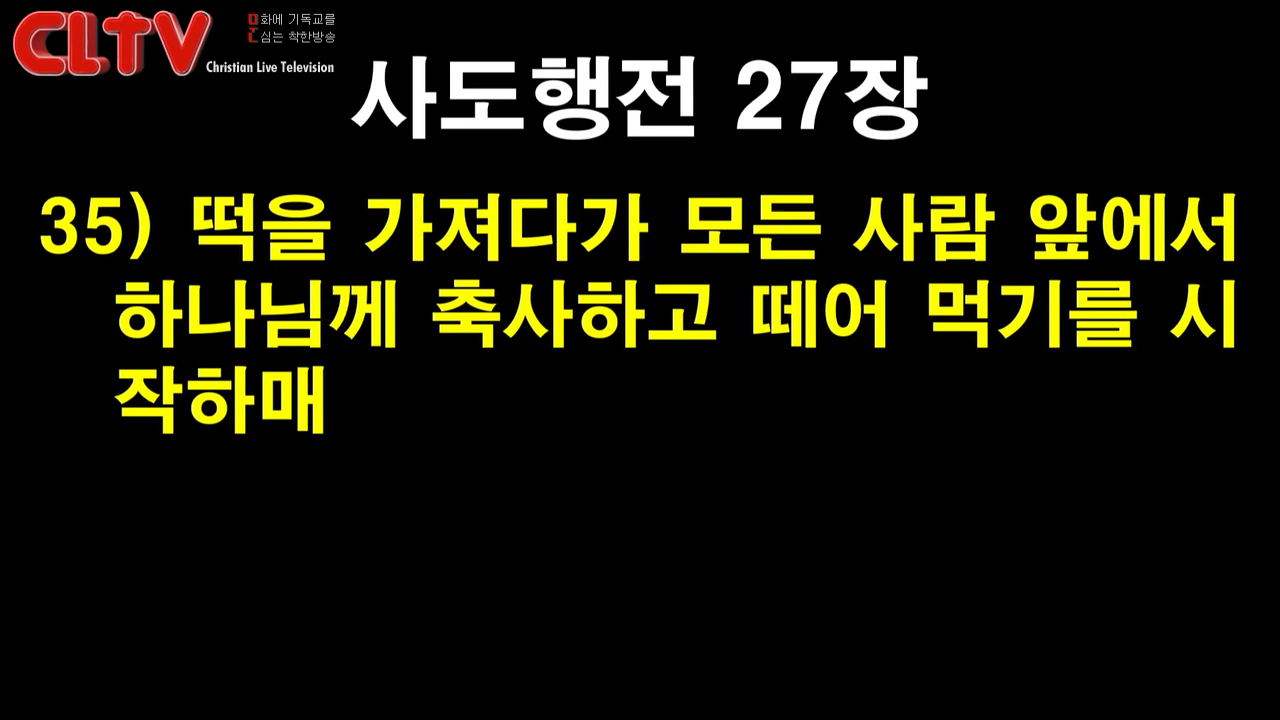 CLTV
문화에 기독교를
심는 착한방송
Christian Live Television
사도행전 27장
35) 떡을 가져다가 모든 사람 앞에서
하나님께 축사하고 떼어 먹기를 시
작하매